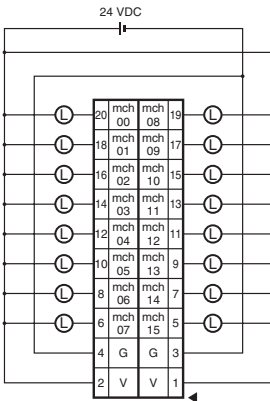 24 VDC
L 20 mch 00 mch 08 19 L
L 18 mch 01 mch 09 17 L
L 16 mch 02 mch 10 15 L
L 14 mch 03 mch 11 13 L
L 12 mch 04 mch 12 11 L
L 10 mch 05 mch 13 9 L
L 8 mch 06 mch 14 7 L
L 6 mch 07 mch 15 5 L
4 G G 3
2 V V 1